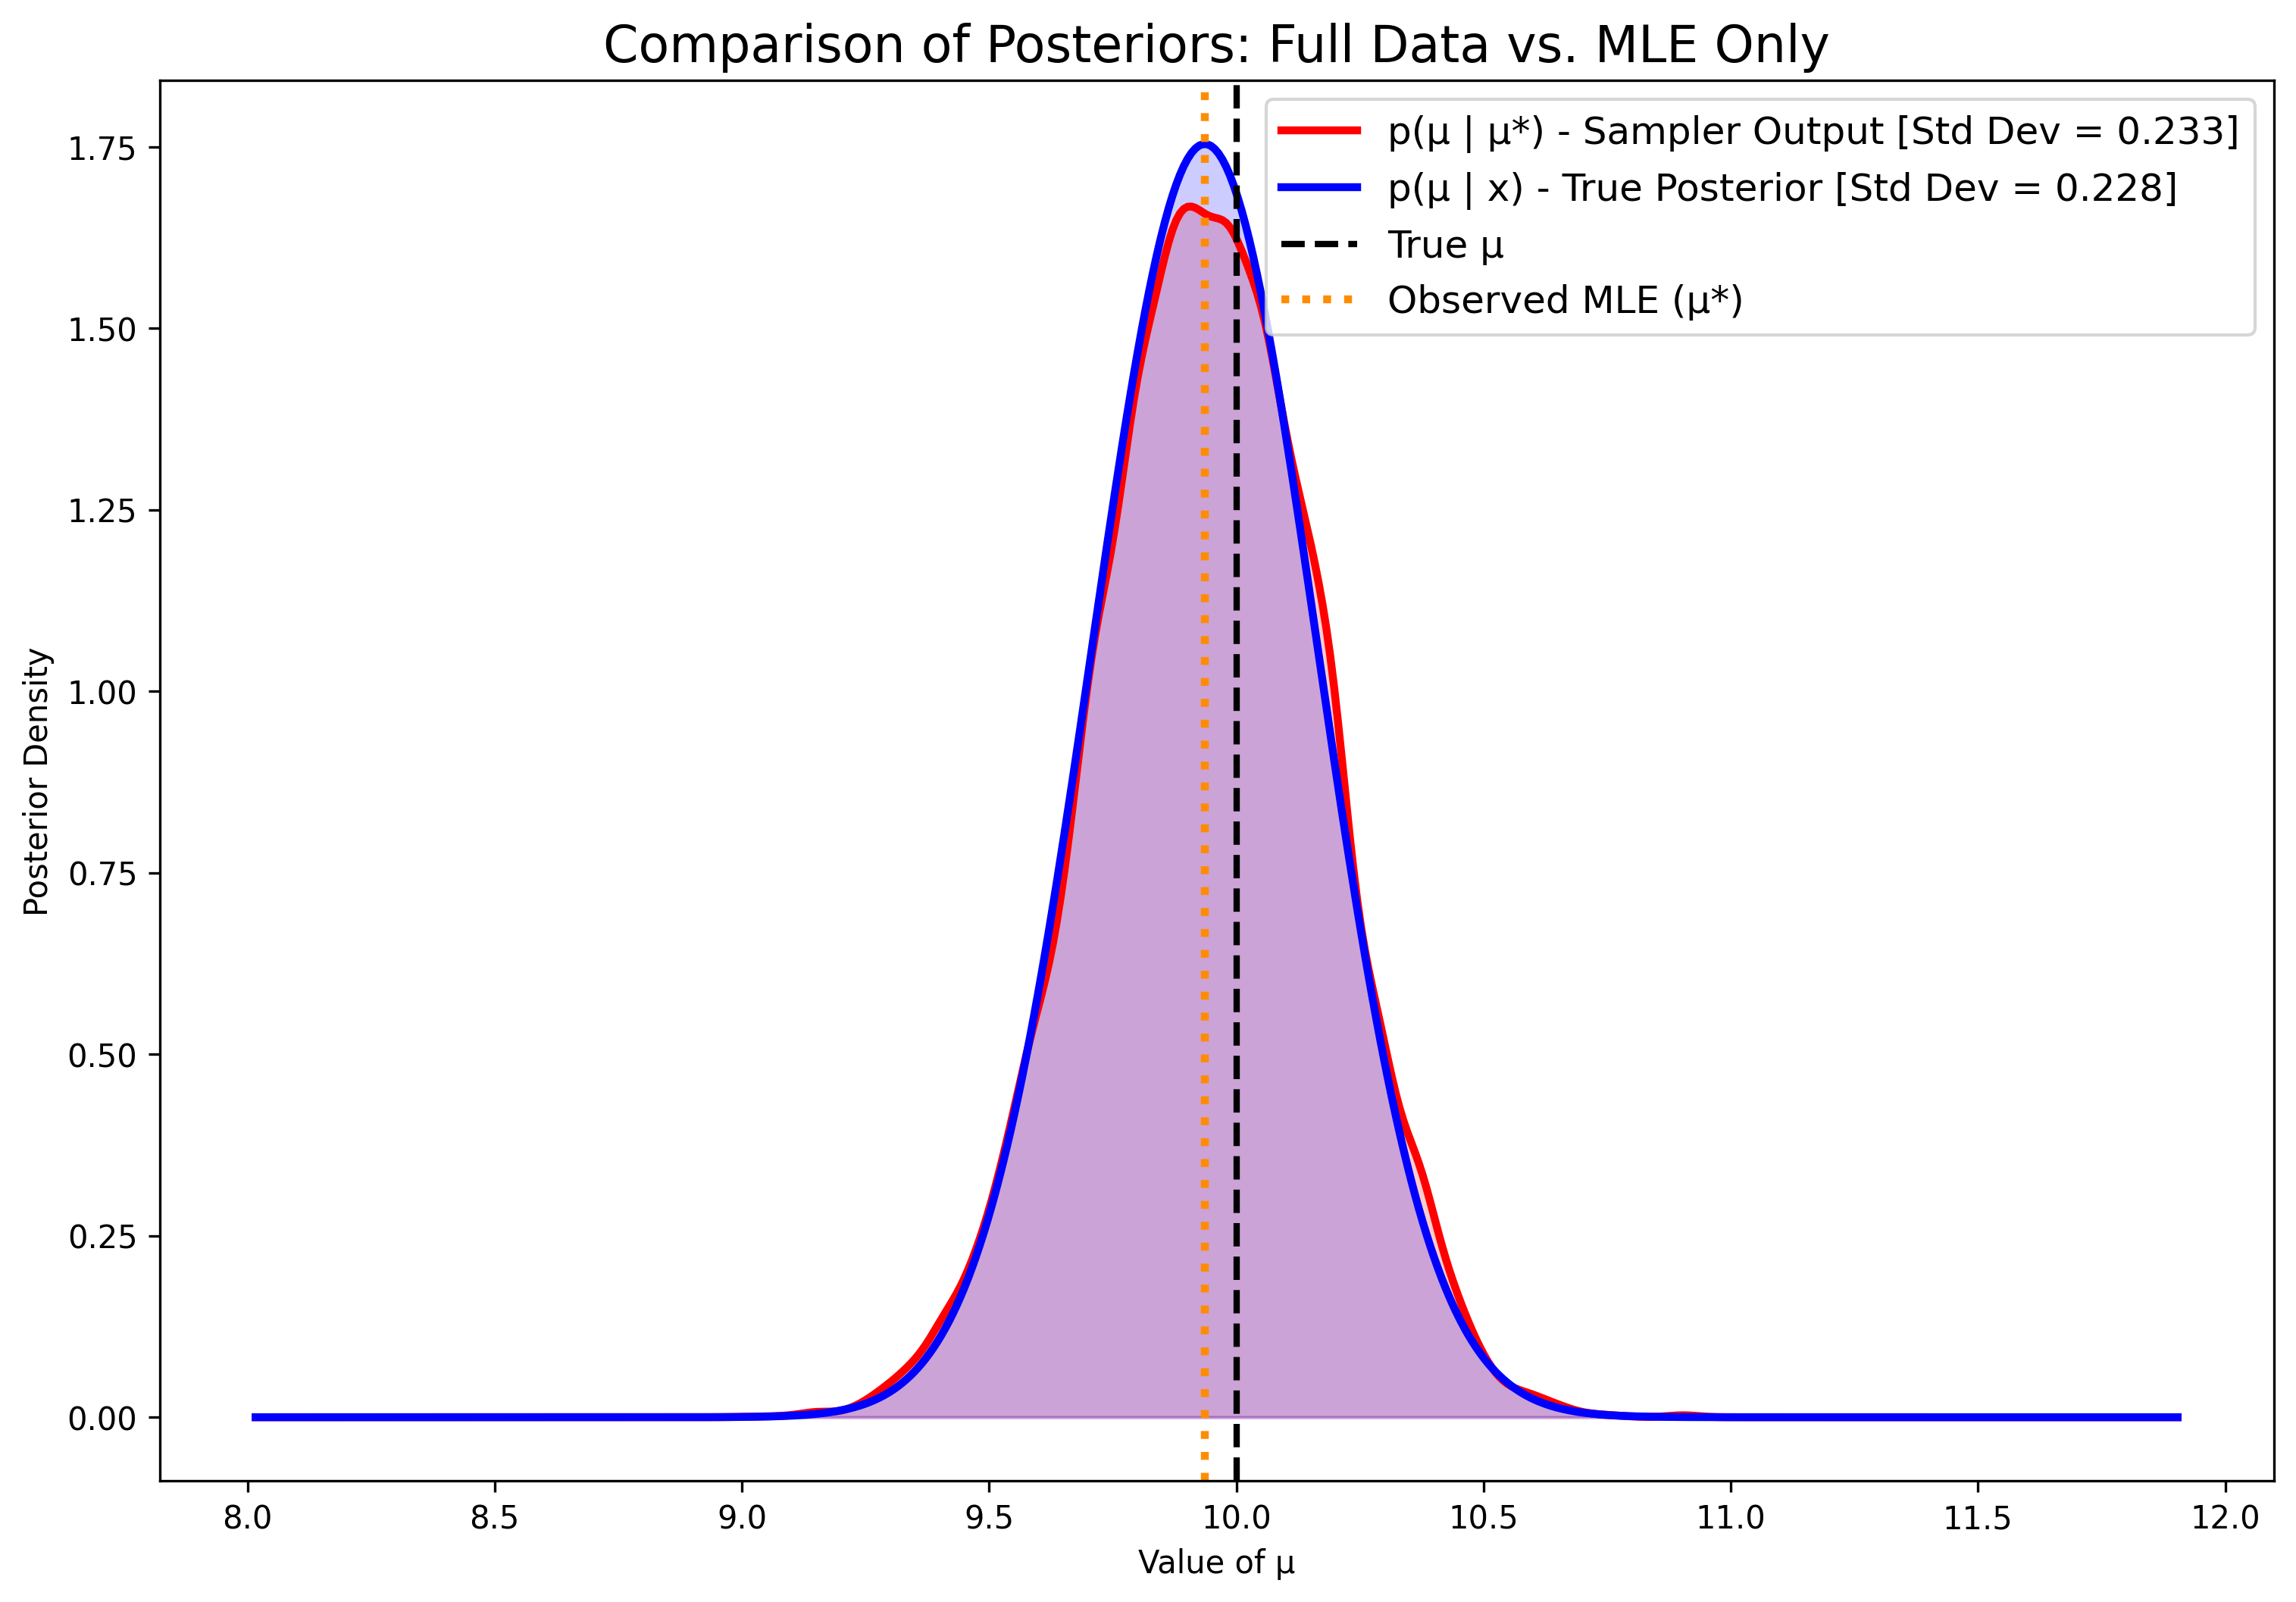 Comparison of Posteriors: Full Data vs. MLE Only
p(μ | μ*) - Sampler Output [Std Dev = 0.233]
p(μ | x) - True Posterior [Std Dev = 0.228]
True μ
Observed MLE (μ*)
Posterior Density
1.75
1.50
1.25
1.00
0.75
0.50
0.25
0.00
8.0 8.5 9.0 9.5 10.0 10.5 11.0 11.5 12.0
Value of μ